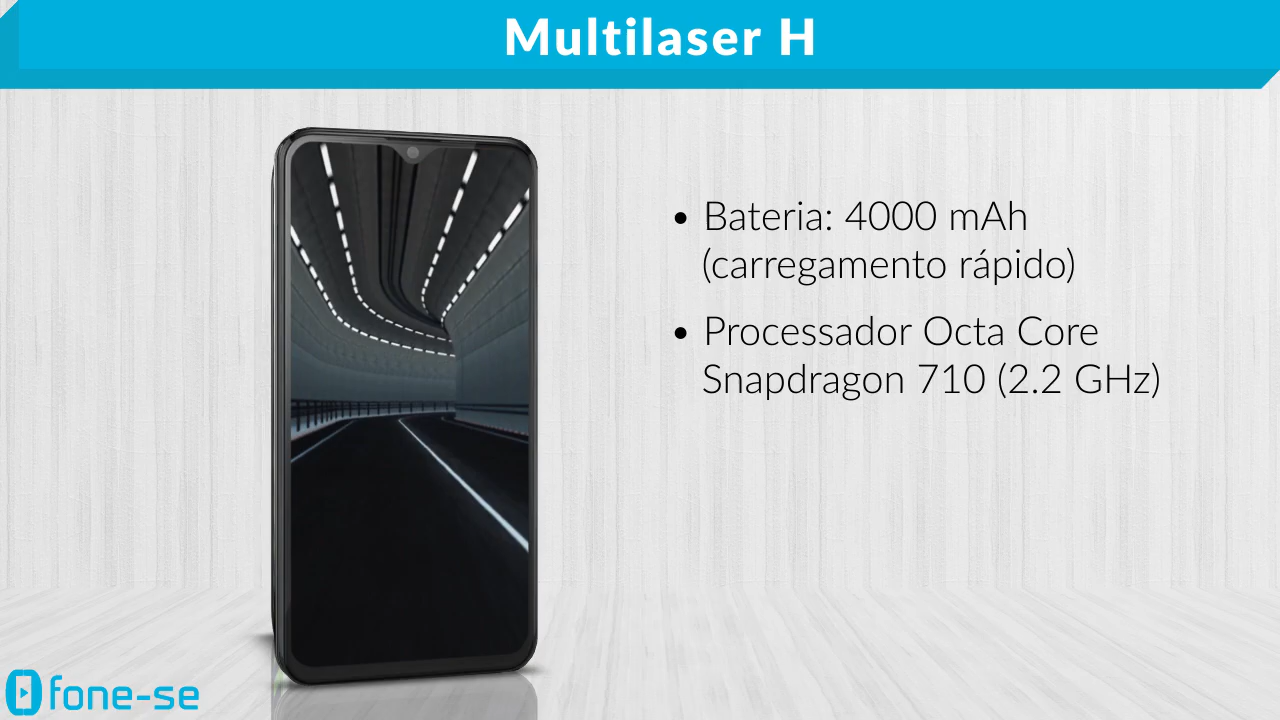 Multilaser H
• Bateria: 4000 mAh
(carregamento rápido)
• Processador Octa Core
Snapdragon 710 (2.2 GHz)
fone-se